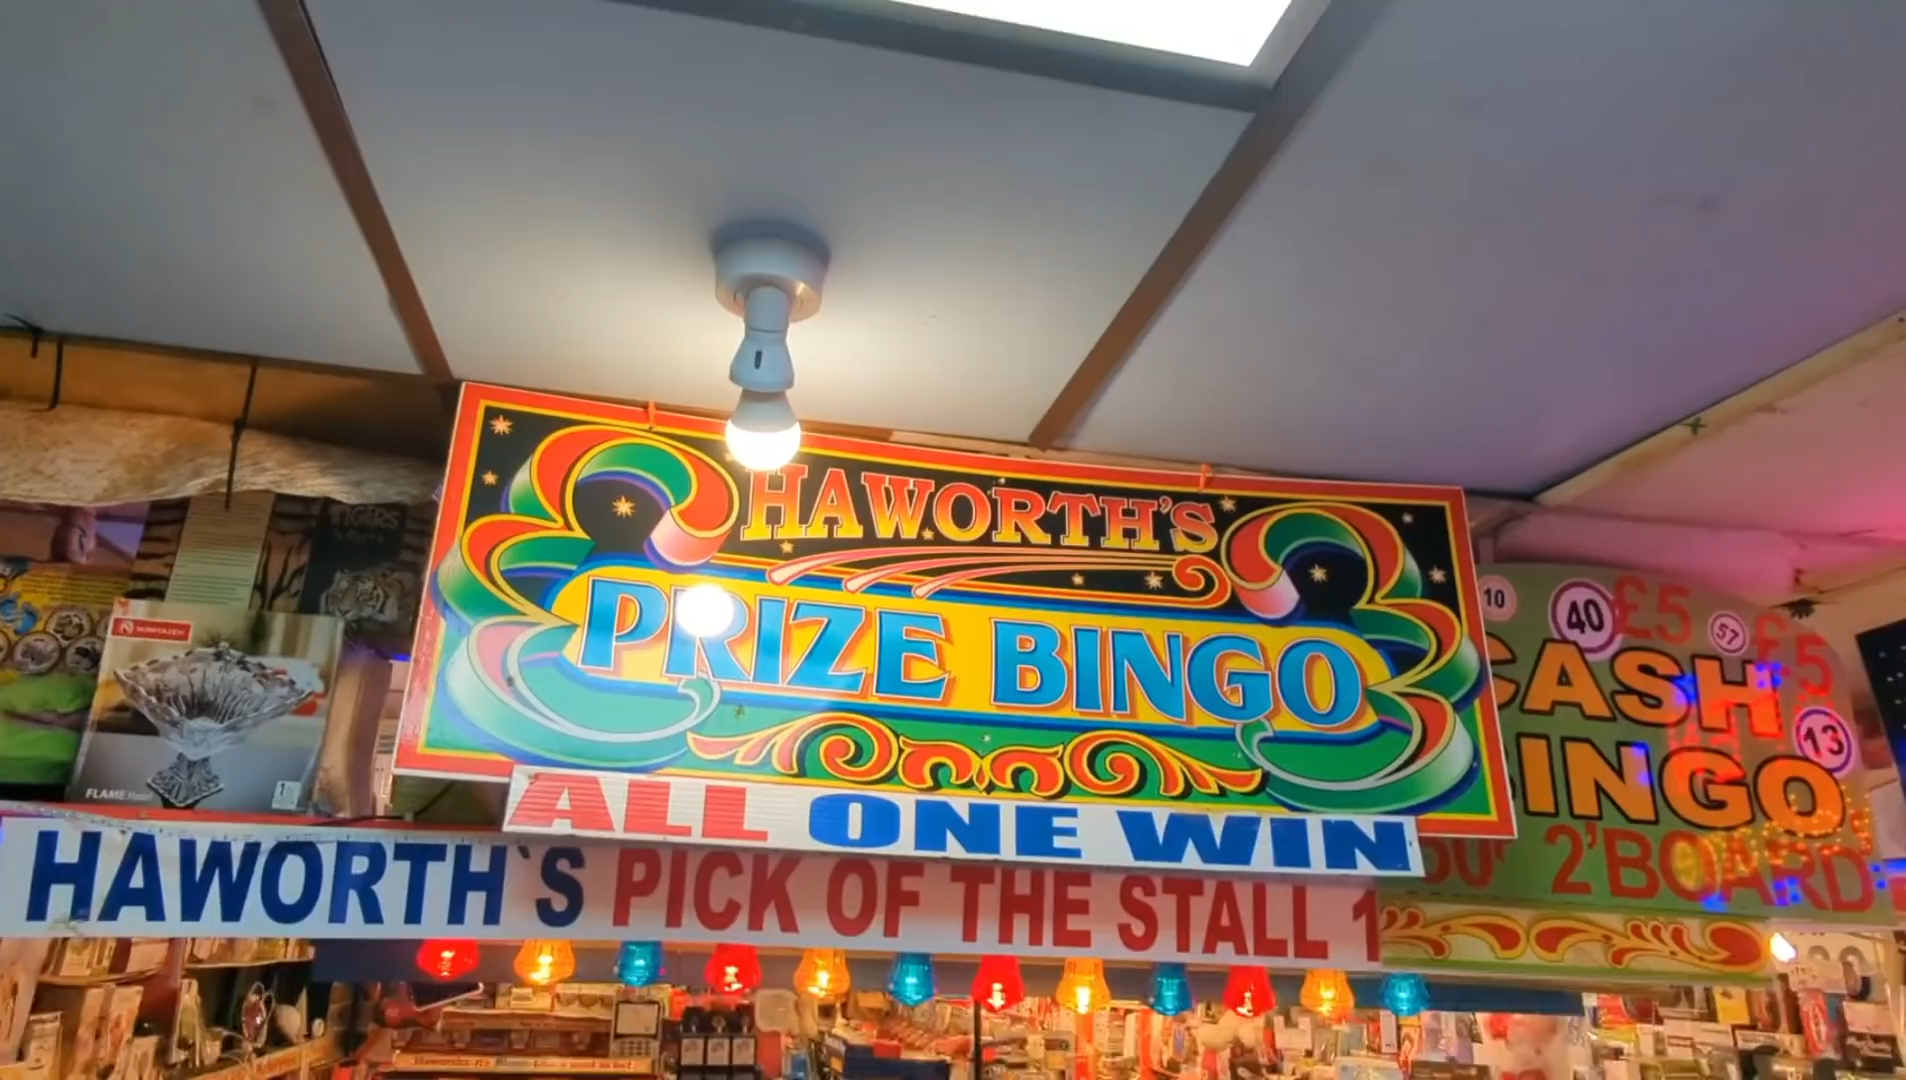 HAWORTH'S
PRIZE BINGO
ALL ONE WIN
HAWORTH'S PICK OF THE STALL 1
10 40 £5 57 £5
CASH
13
BINGO
2' BOARD
TIGERS
FLAME